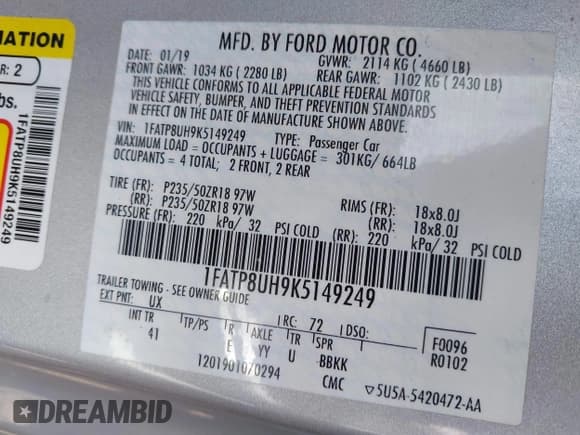 MATION
R: 2
lbs.
1FATP8UH9K5149249
MFD. BY FORD MOTOR CO.
DATE: 01/19 GVWR: 2114 KG ( 4660 LB)
FRONT GAWR: 1034 KG ( 2280 LB) REAR GAWR: 1102 KG ( 2430 LB)
THIS VEHICLE CONFORMS TO ALL APPLICABLE FEDERAL MOTOR
VEHICLE SAFETY, BUMPER, AND THEFT PREVENTION STANDARDS
IN EFFECT ON THE DATE OF MANUFACTURE SHOWN ABOVE.
VIN: 1FATP8UH9K5149249 TYPE: Passenger Car
MAXIMUM LOAD = OCCUPANTS + LUGGAGE = 301KG/ 664LB
OCCUPANTS = 4 TOTAL; 2 FRONT, 2 REAR
TIRE (FR): P235/50ZR18 97W RIMS (FR): 18x8.0J
(RR): P235/50ZR18 97W (RR): 18x8.0J
PRESSURE (FR): 220 kPa/ 32 PSI COLD (RR): 220 kPa/ 32 PSI COLD
1FATP8UH9K5149249
TRAILER TOWING - SEE OWNER GUIDE
EXT PNT: UX RC: 72 DSO: F0096
INT TR TP/PS R AXLE TR SPR R0102
41 E YY U BBKK
1201901070294 CMC 5U5A-5420472-AA
DREAMBID